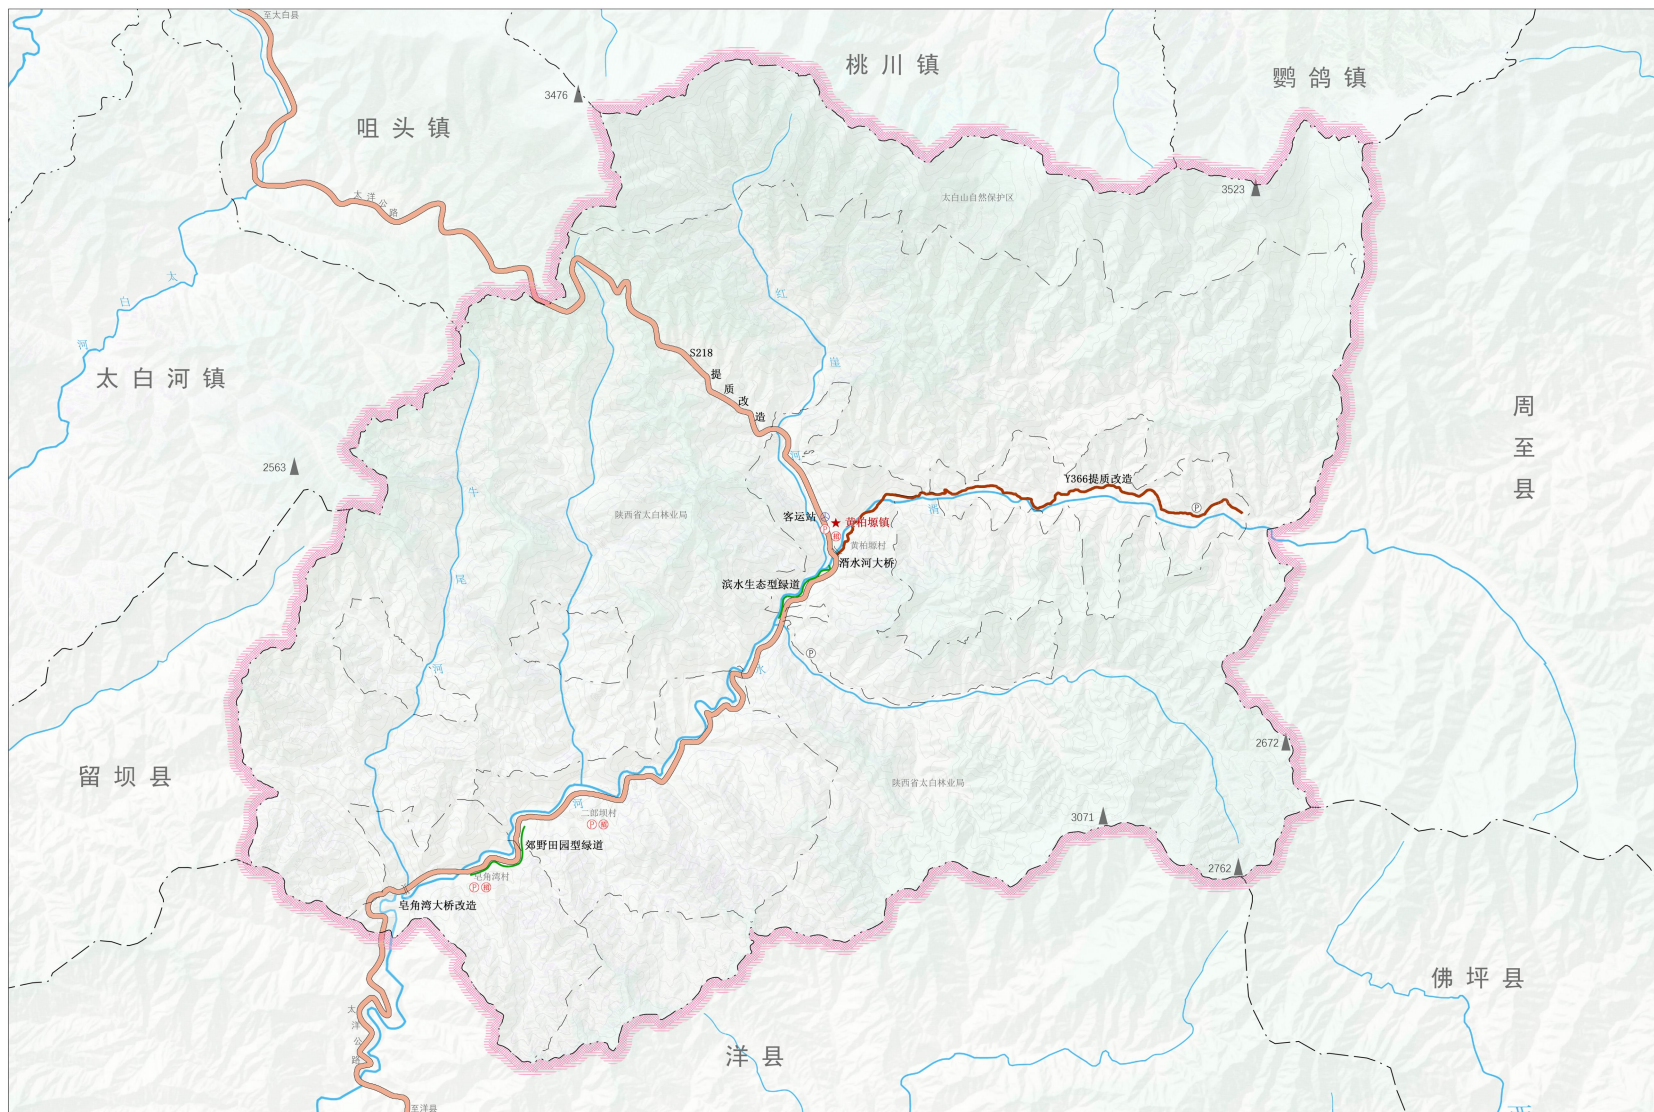 至太白县
桃川镇
鹦鸽镇
3476
咀头镇
3523
太白山自然保护区
太洋公路
太白河
红崖河
太白河镇
S218提质改造
周至县
2563
Y366提质改造
Ⓟ
牛尾河
陕西省太白林业局
客运站
黄柏塬镇
Ⓟ
黄柏塬村
湑水河大桥
滨水生态型绿道
Ⓟ
湑水河
2672
留坝县
陕西省太白林业局
二郎坝村
Ⓟ
3071
郊野田园型绿道
2762
皂角湾村
Ⓟ
皂角湾大桥改造
佛坪县
太洋公路
洋县
至洋县